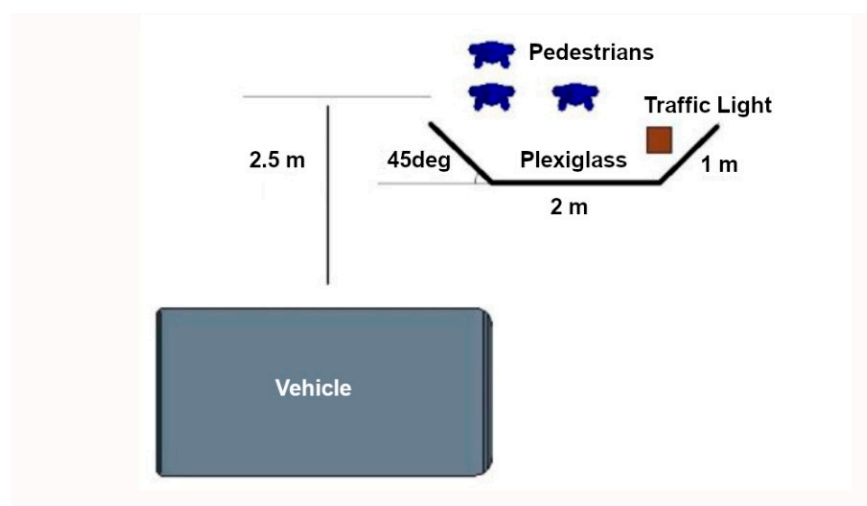 Pedestrians
Traffic Light
2.5 m
45deg
Plexiglass
1 m
2 m
Vehicle